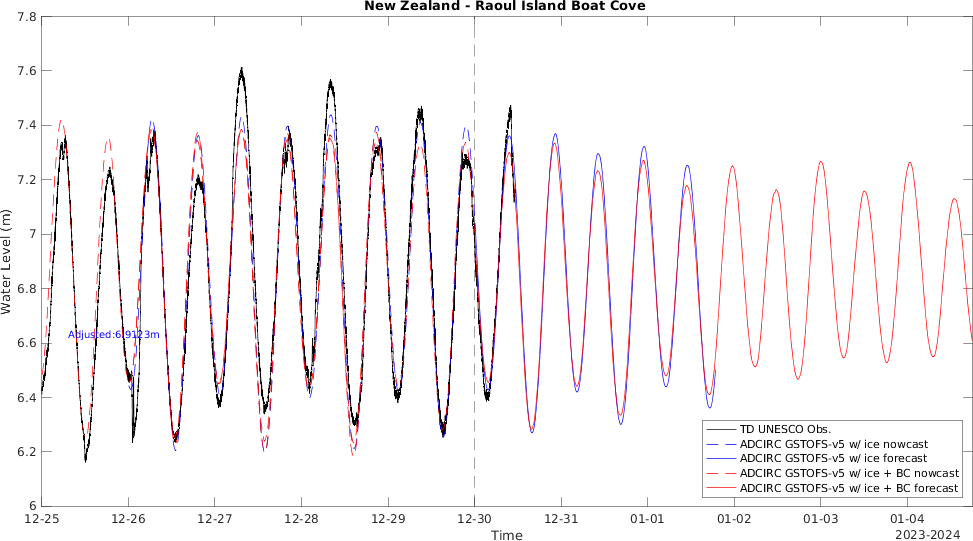 New Zealand - Raoul Island Boat Cove
7.8
7.6
7.4
7.2
7
6.8
6.6
6.4
6.2
6
Water Level (m)
Adjusted:6.9123m
TD UNESCO Obs.
ADCIRC GSTOFS-v5 w/ ice nowcast
ADCIRC GSTOFS-v5 w/ ice forecast
ADCIRC GSTOFS-v5 w/ ice + BC nowcast
ADCIRC GSTOFS-v5 w/ ice + BC forecast
12-25 12-26 12-27 12-28 12-29 12-30 12-31 01-01 01-02 01-03 01-04
Time
2023-2024